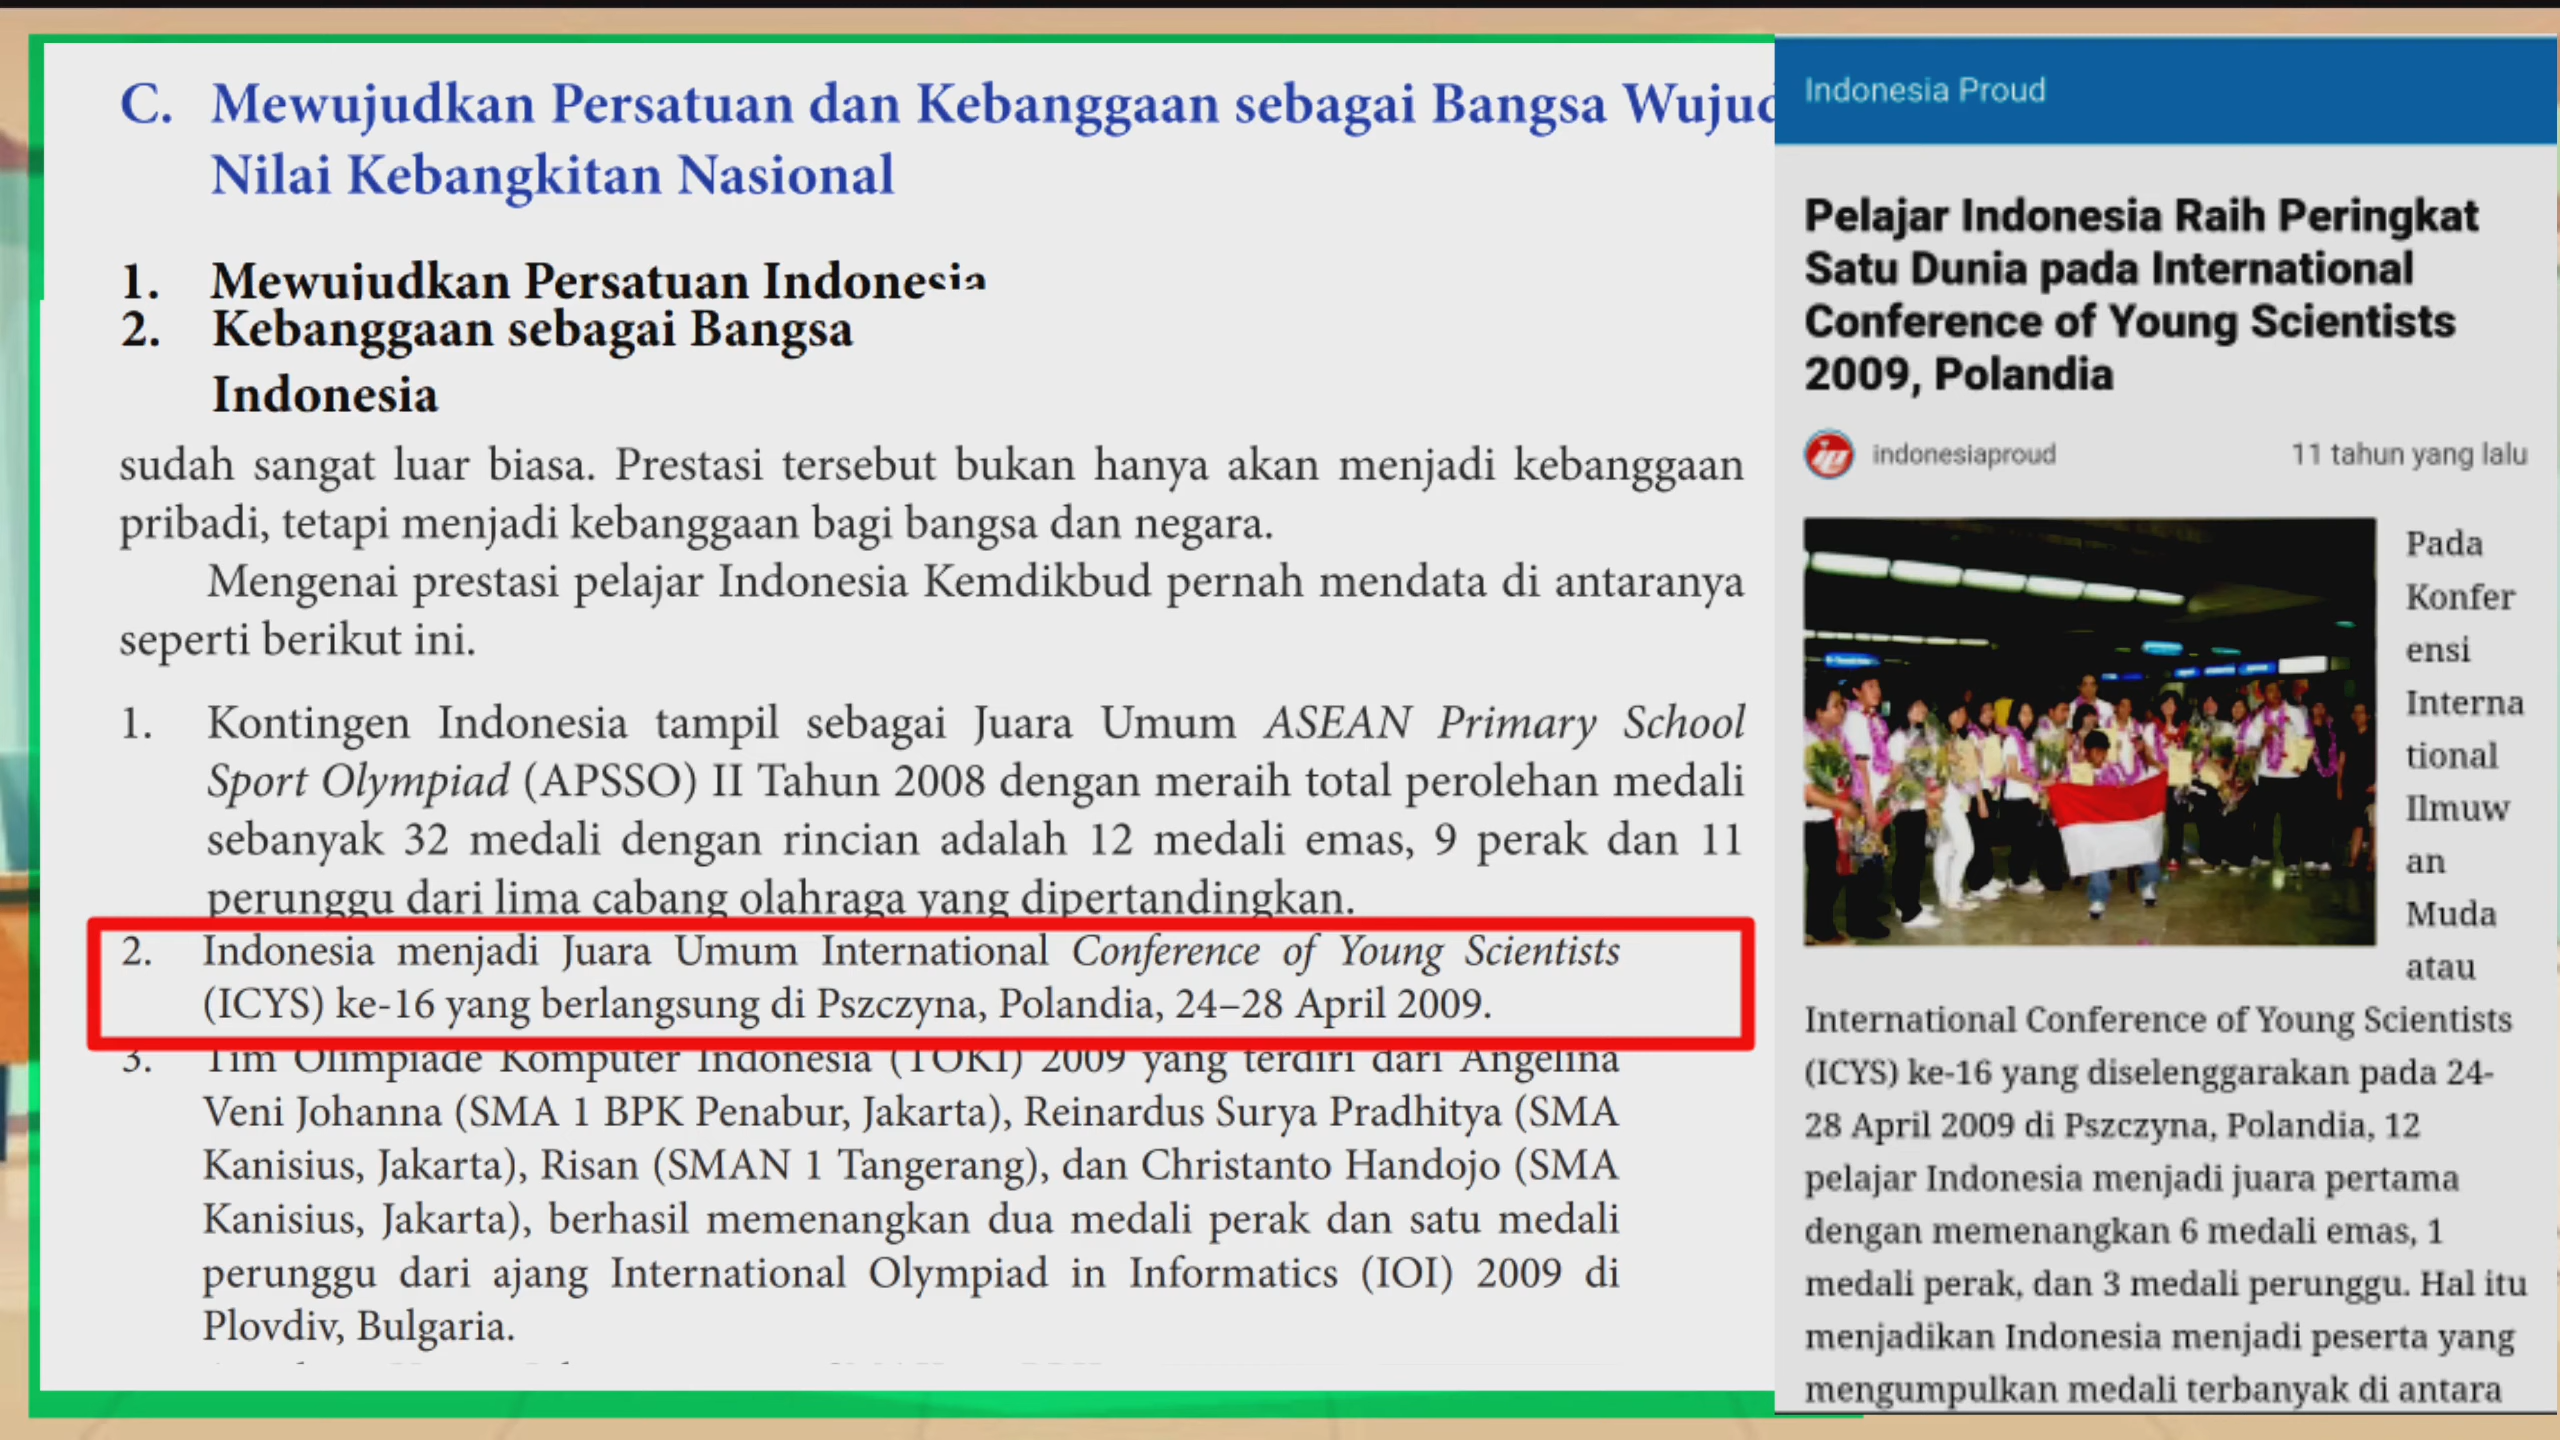 C. Mewujudkan Persatuan dan Kebanggaan sebagai Bangsa Wujud
Nilai Kebangkitan Nasional
1. Mewujudkan Persatuan Indonesia
2. Kebanggaan sebagai Bangsa
Indonesia
sudah sangat luar biasa. Prestasi tersebut bukan hanya akan menjadi kebanggaan
pribadi, tetapi menjadi kebanggaan bagi bangsa dan negara.
Mengenai prestasi pelajar Indonesia Kemdikbud pernah mendata di antaranya
seperti berikut ini.
1. Kontingen Indonesia tampil sebagai Juara Umum ASEAN Primary School
Sport Olympiad (APSSO) II Tahun 2008 dengan meraih total perolehan medali
sebanyak 32 medali dengan rincian adalah 12 medali emas, 9 perak dan 11
perunggu dari lima cabang olahraga yang dipertandingkan.
2. Indonesia menjadi Juara Umum International Conference of Young Scientists
(ICYS) ke-16 yang berlangsung di Pszczyna, Polandia, 24–28 April 2009.
3. Tim Olimpiade Komputer Indonesia (TOKI) 2009 yang terdiri dari Angelina
Veni Johanna (SMA 1 BPK Penabur, Jakarta), Reinardus Surya Pradhitya (SMA
Kanisius, Jakarta), Risan (SMAN 1 Tangerang), dan Christanto Handojo (SMA
Kanisius, Jakarta), berhasil memenangkan dua medali perak dan satu medali
perunggu dari ajang International Olympiad in Informatics (IOI) 2009 di
Plovdiv, Bulgaria.
Indonesia Proud
Pelajar Indonesia Raih Peringkat
Satu Dunia pada International
Conference of Young Scientists
2009, Polandia
indonesiaproud 11 tahun yang lalu
Pada
Konfer
ensi
Interna
tional
Ilmuw
an
Muda
atau
International Conference of Young Scientists
(ICYS) ke-16 yang diselenggarakan pada 24-
28 April 2009 di Pszczyna, Polandia, 12
pelajar Indonesia menjadi juara pertama
dengan memenangkan 6 medali emas, 1
medali perak, dan 3 medali perunggu. Hal itu
menjadikan Indonesia menjadi peserta yang
mengumpulkan medali terbanyak di antara